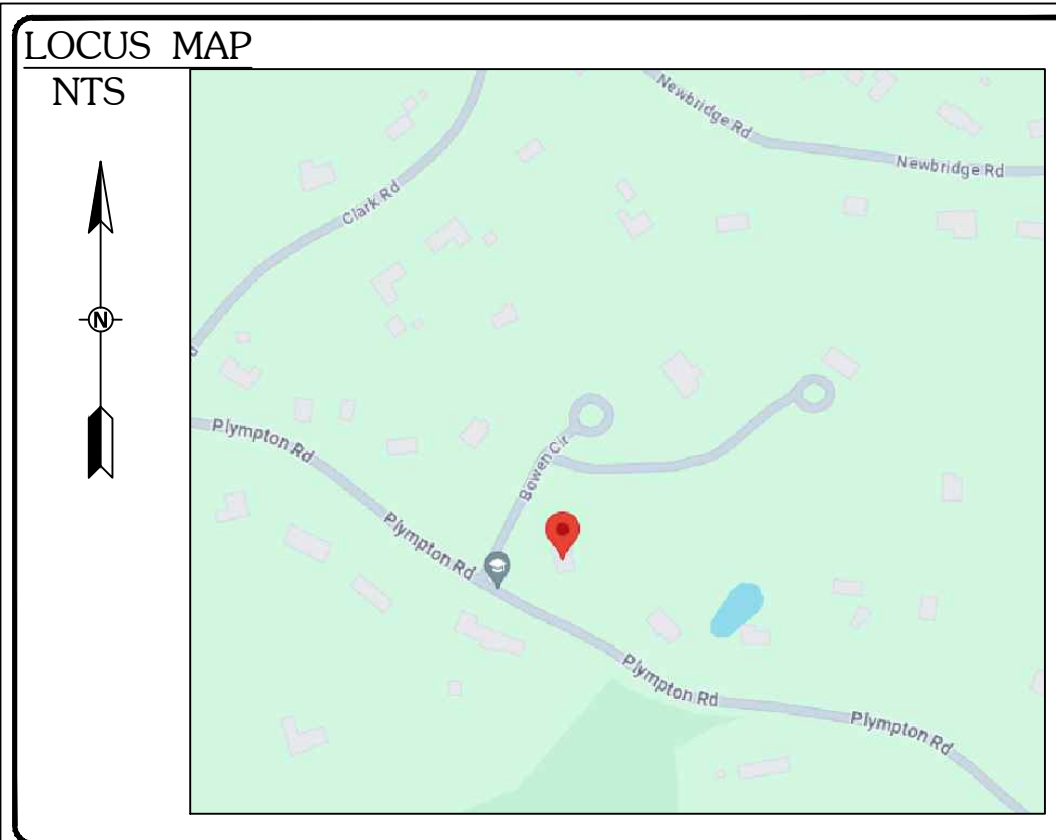 LOCUS MAP
NTS
Newbridge Rd
Newbridge Rd
Clark Rd
N
Plympton Rd
Bowen Cir
Plympton Rd
Plympton Rd
Plympton Rd